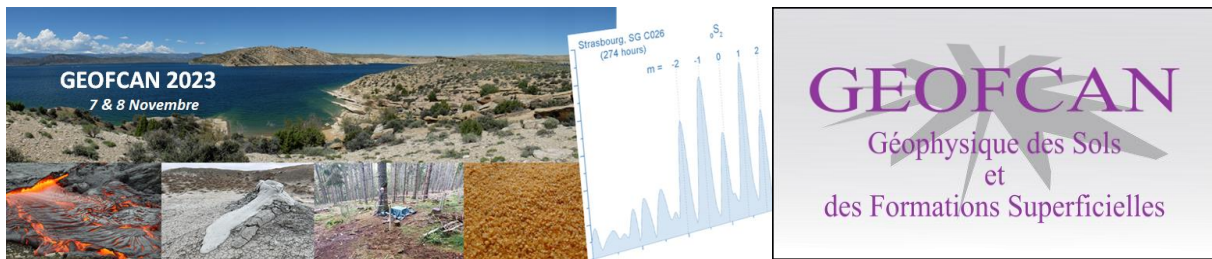 GEOFCAN 2023
7 & 8 Novembre
Strasbourg, SG C026
(274 hours)
₀S₂
m = -2 -1 0 1 2
GEOFCAN
Géophysique des Sols
et
des Formations Superficielles